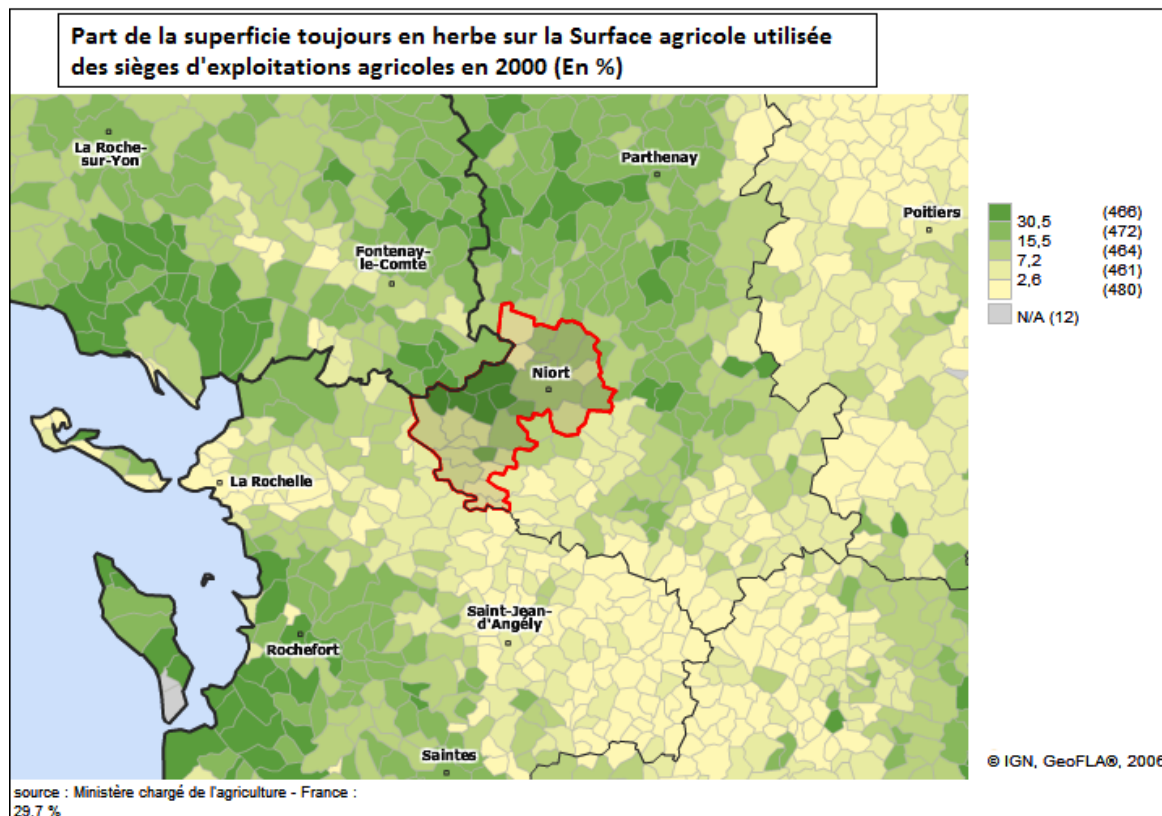 Part de la superficie toujours en herbe sur la Surface agricole utilisée
des sièges d'exploitations agricoles en 2000 (En %)
La Roche-
sur-Yon
Parthenay
Poitiers
Fontenay-
le-Comte
Niort
La Rochelle
Saint-Jean-
d'Angély
Rochefort
Saintes
30,5 (466)
15,5 (472)
7,2 (464)
2,6 (461)
(480)
N/A (12)
© IGN, GeoFLA®, 2006
source : Ministère chargé de l'agriculture - France :
29,7 %